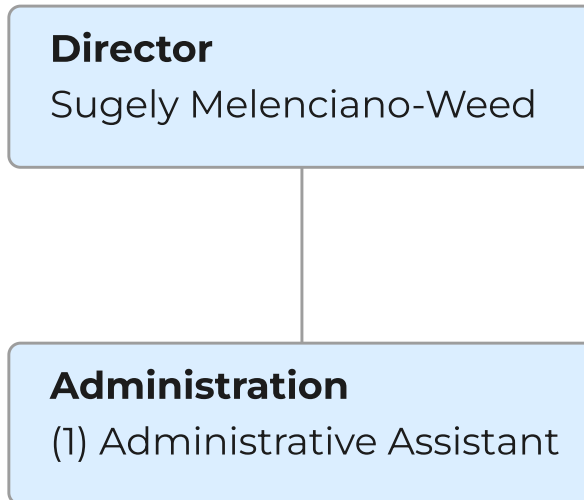 Director
Sugely Melenciano-Weed
Administration
(1) Administrative Assistant